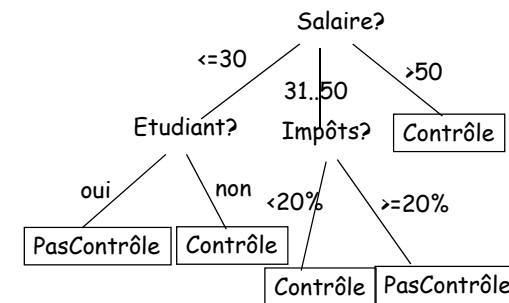 Salaire?
<=30
31..50
>50
Etudiant?
Impôts?
Contrôle
oui
non
<20%
>=20%
PasContrôle
Contrôle
Contrôle
PasContrôle